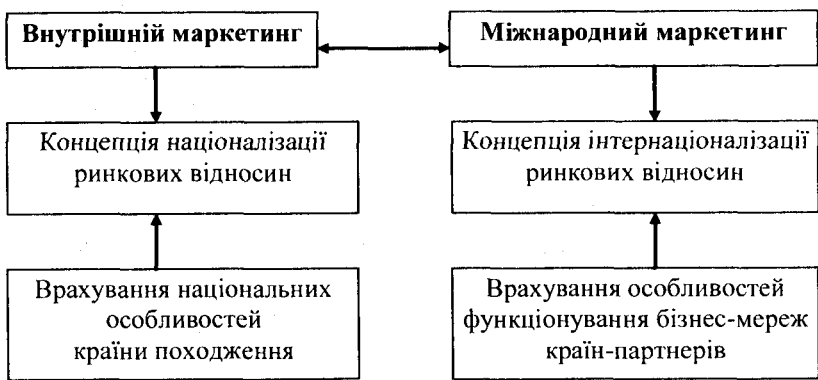 Внутрішній маркетинг
Міжнародний маркетинг
Концепція націоналізації
ринкових відносин
Концепція інтернаціоналізації
ринкових відносин
Врахування національних
особливостей
країни походження
Врахування особливостей
функціонування бізнес-мереж
країн-партнерів